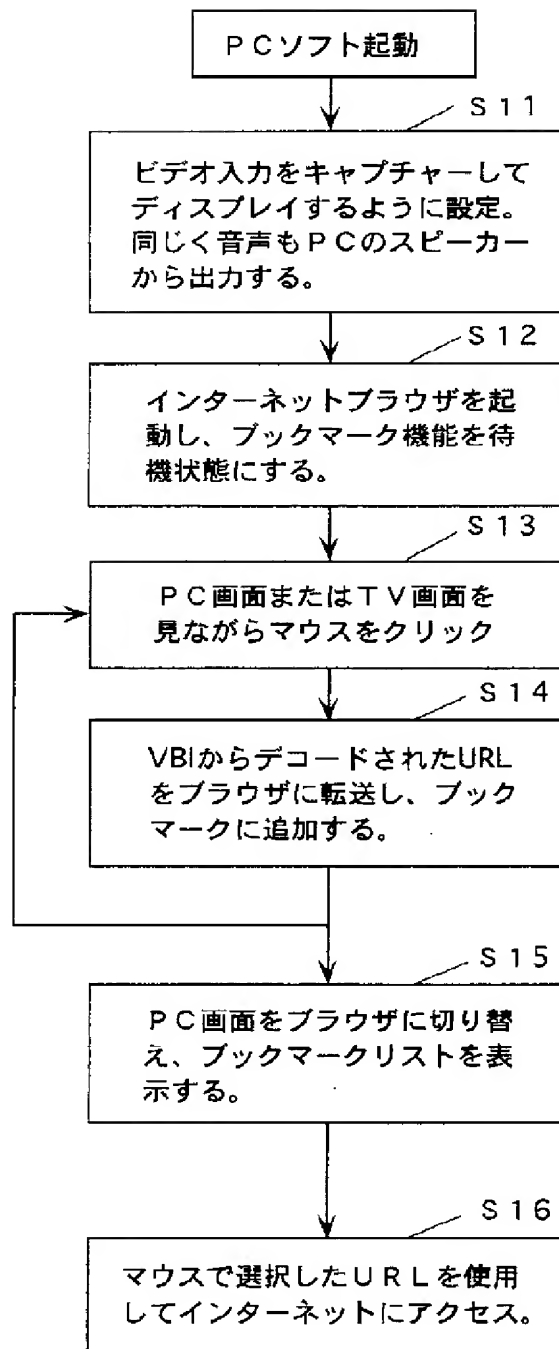 ＰＣソフト起動
Ｓ１１
ビデオ入力をキャプチャーして
ディスプレイするように設定。
同じく音声もＰＣのスピーカー
から出力する。
Ｓ１２
インターネットブラウザを起
動し、ブックマーク機能を待
機状態にする。
Ｓ１３
ＰＣ画面またはＴＶ画面を
見ながらマウスをクリック
Ｓ１４
VBIからデコードされたURL
をブラウザに転送し、ブック
マークに追加する。
Ｓ１５
ＰＣ画面をブラウザに切り替
え、ブックマークリストを表
示する。
Ｓ１６
マウスで選択したＵＲＬを使用
してインターネットにアクセス。